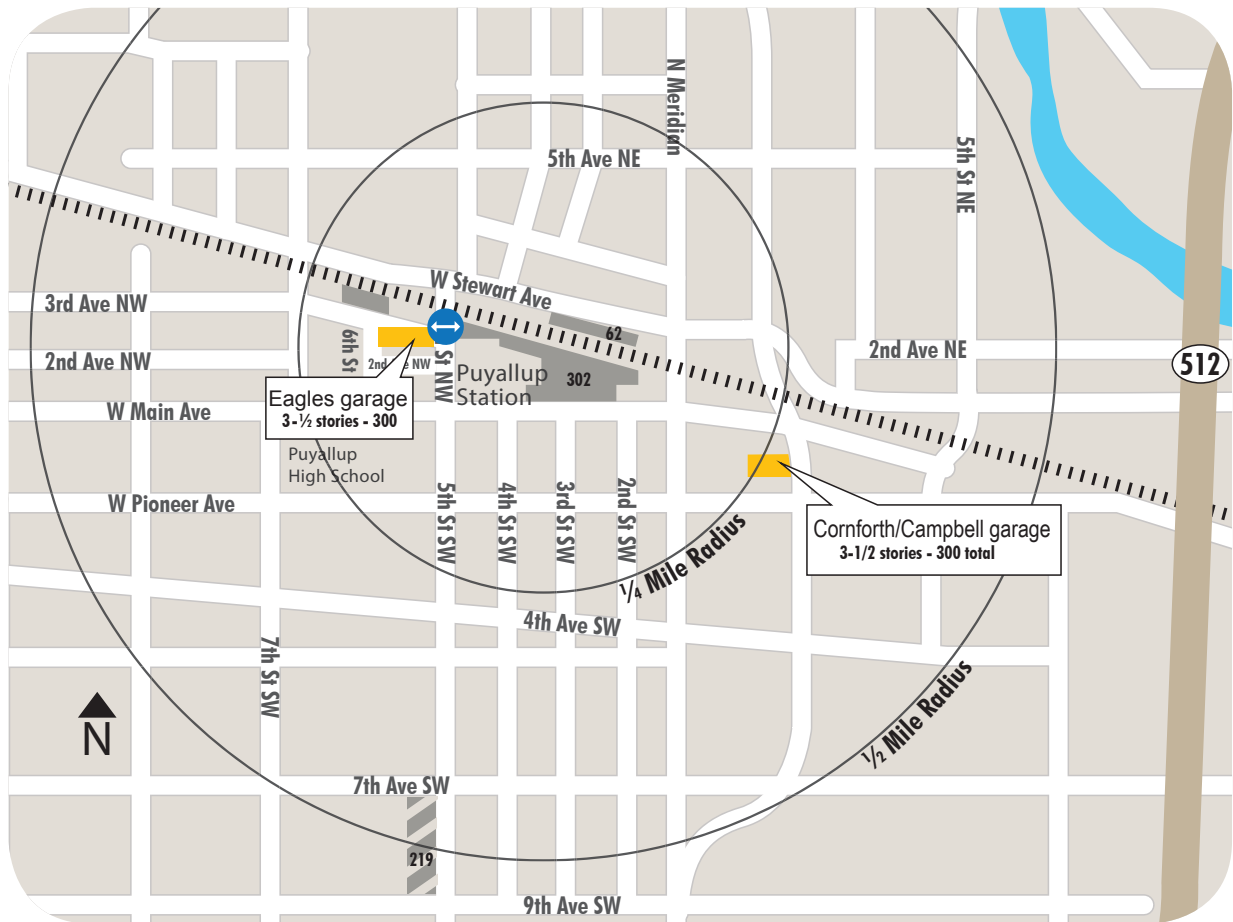 N Meridian
5th Ave NE
5th St NE
W Stewart Ave
3rd Ave NW
62
6th St
2nd Ave NW
2nd Ave NE
512
St NW
Puyallup
Station
302
Eagles garage
3-½ stories - 300
W Main Ave
Puyallup
High School
W Pioneer Ave
5th St SW
4th St SW
3rd St SW
2nd St SW
Cornforth/Campbell garage
3-1/2 stories - 300 total
¼ Mile Radius
4th Ave SW
7th St SW
½ Mile Radius
N
7th Ave SW
219
9th Ave SW